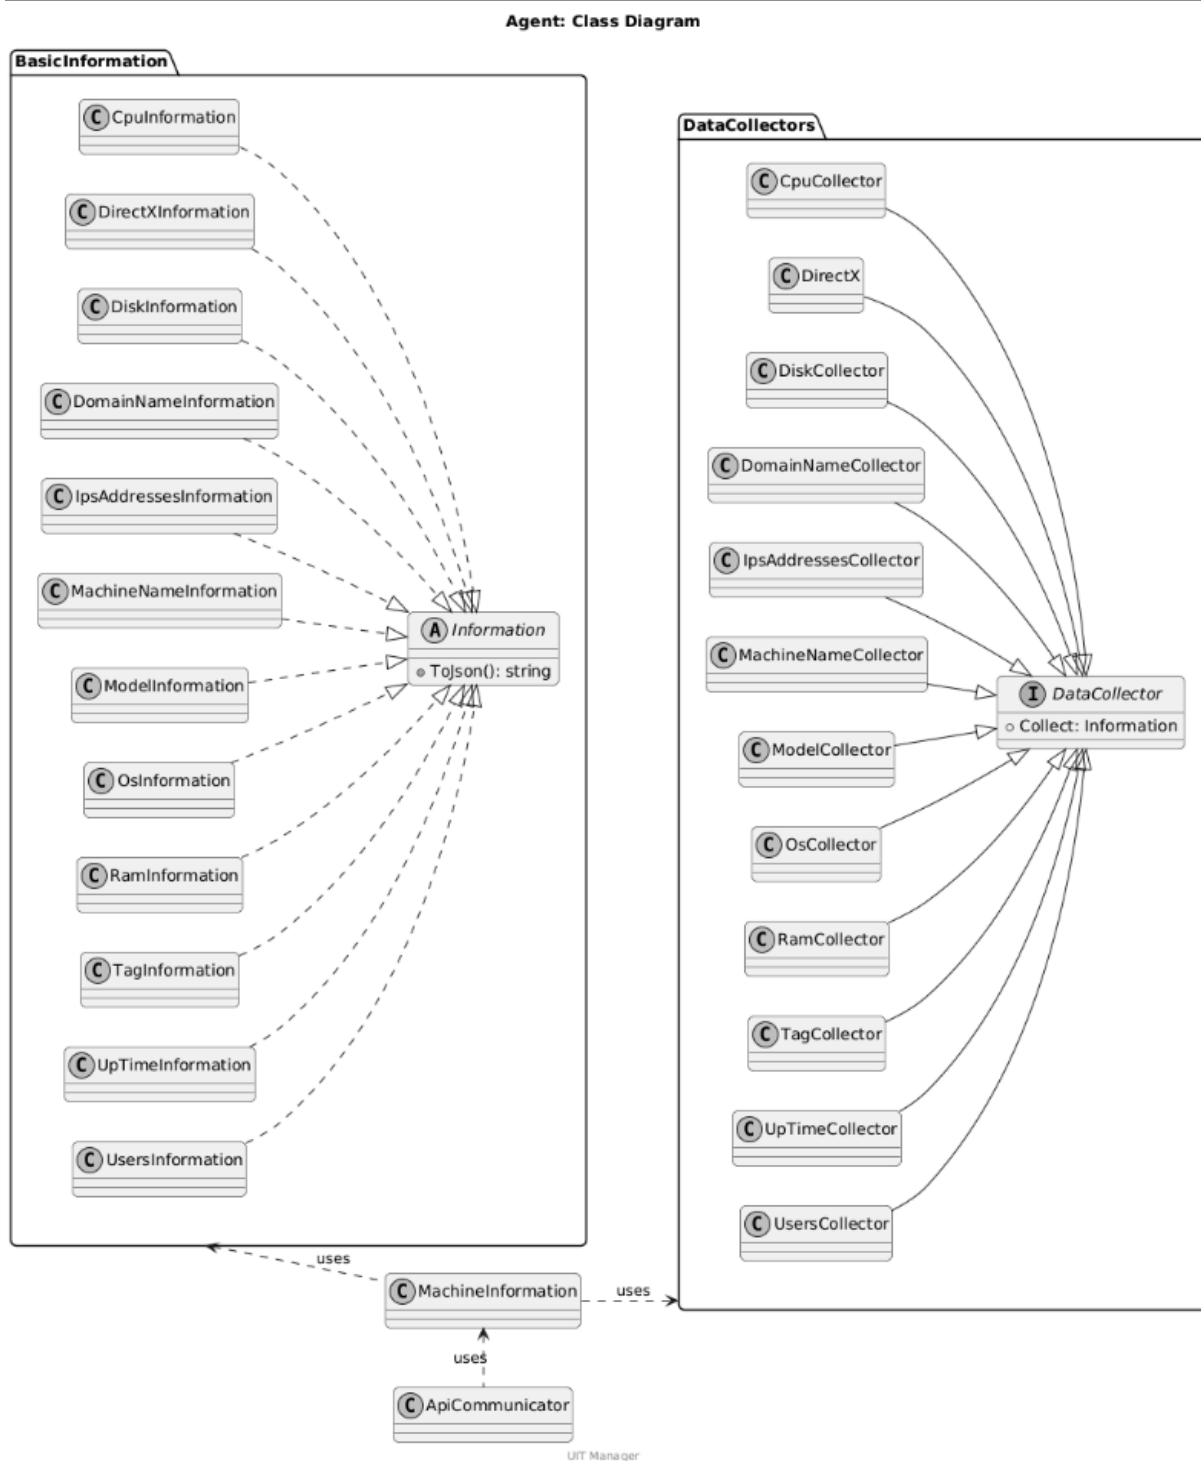 Agent: Class Diagram
BasicInformation
C CpuInformation
C DirectXInformation
C DiskInformation
C DomainNameInformation
C IpsAddressesInformation
C MachineNameInformation
C ModelInformation
C OsInformation
C RamInformation
C TagInformation
C UpTimeInformation
C UsersInformation
A Information
ToJson(): string
DataCollectors
C CpuCollector
C DirectX
C DiskCollector
C DomainNameCollector
C IpsAddressesCollector
C MachineNameCollector
C ModelCollector
C OsCollector
C RamCollector
C TagCollector
C UpTimeCollector
C UsersCollector
I DataCollector
Collect: Information
uses
C MachineInformation
uses
uses
C ApiCommunicator
UIT Manager